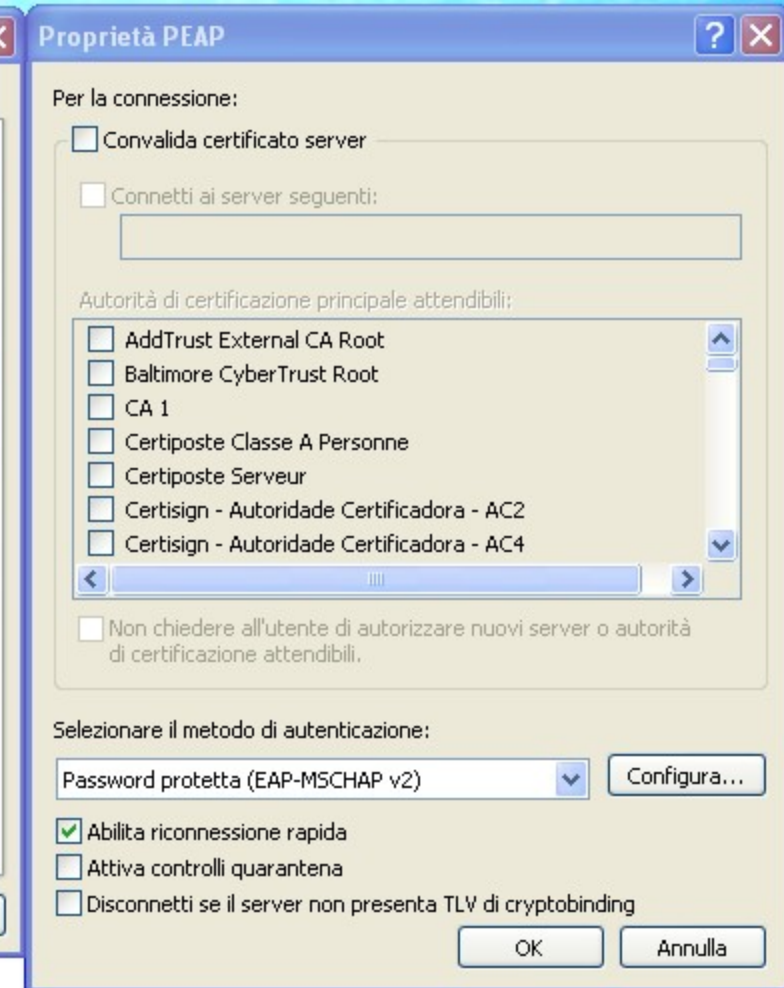 Proprietà PEAP
Per la connessione:
Convalida certificato server
Connetti ai server seguenti:
Autorità di certificazione principale attendibili:
AddTrust External CA Root
Baltimore CyberTrust Root
CA 1
Certiposte Classe A Personne
Certiposte Serveur
Certisign - Autoridade Certificadora - AC2
Certisign - Autoridade Certificadora - AC4
Non chiedere all'utente di autorizzare nuovi server o autorità
di certificazione attendibili.
Selezionare il metodo di autenticazione:
Password protetta (EAP-MSCHAP v2)
Configura...
Abilita riconnessione rapida
Attiva controlli quarantena
Disconnetti se il server non presenta TLV di cryptobinding
OK
Annulla